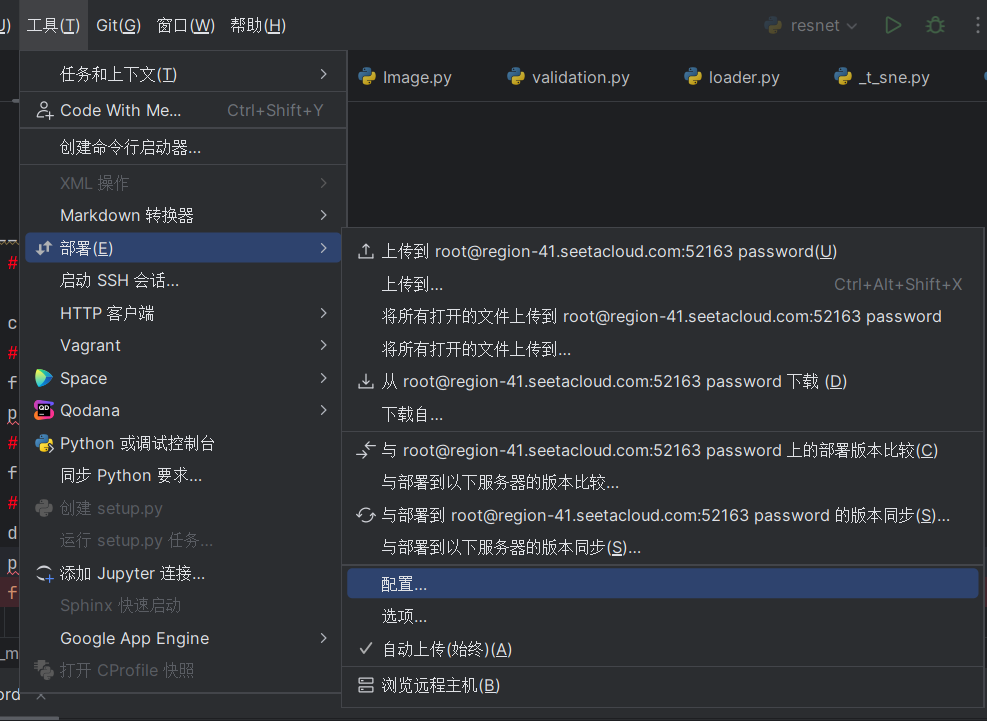 工具(T) Git(G) 窗口(W) 帮助(H) resnet
Image.py validation.py loader.py _t_sne.py
任务和上下文(T)
Code With Me... Ctrl+Shift+Y
创建命令行启动器...
XML 操作
Markdown 转换器
部署(E)
启动 SSH 会话...
HTTP 客户端
Vagrant
Space
Qodana
Python 或调试控制台
同步 Python 要求...
创建 setup.py
运行 setup.py 任务...
添加 Jupyter 连接...
Sphinx 快速启动
Google App Engine
打开 CProfile 快照
上传到 root@region-41.seetacloud.com:52163 password(U)
上传到... Ctrl+Alt+Shift+X
将所有打开的文件上传到 root@region-41.seetacloud.com:52163 password
将所有打开的文件上传到...
从 root@region-41.seetacloud.com:52163 password 下载 (D)
下载自...
与 root@region-41.seetacloud.com:52163 password 上的部署版本比较(C)
与部署到以下服务器的版本比较...
与部署到 root@region-41.seetacloud.com:52163 password 的版本同步(S)...
与部署到以下服务器的版本同步(S)...
配置...
选项...
自动上传(始终)(A)
浏览远程主机(B)
#
c
#
f
p
#
f
#
d
p
f
_m
ord